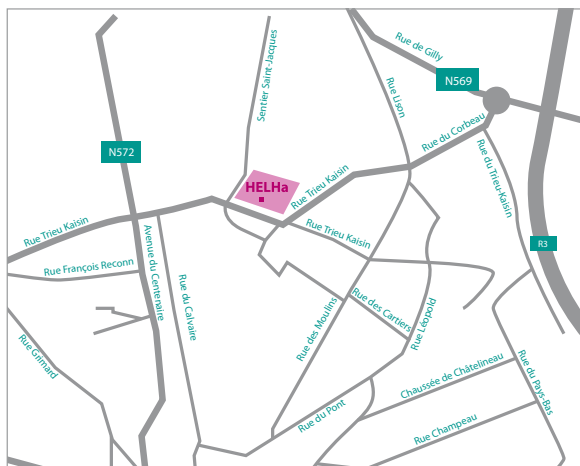 Rue de Gilly
N569
Sentier Saint-Jacques
Rue Lison
Rue du Corbeau
N572
Rue du Trieu-Kaisin
HELHa
Rue Trieu Kaisin
Rue Trieu Kaisin
Rue Trieu Kaisin
Avenue du Centenaire
R3
Rue François Reconn
Rue du Calvaire
Rue des Moulins
Rue des Cartiers
Rue Léopold
Rue Grimard
Chaussée de Châtelineau
Rue du Pays-Bas
Rue du Pont
Rue Champeau